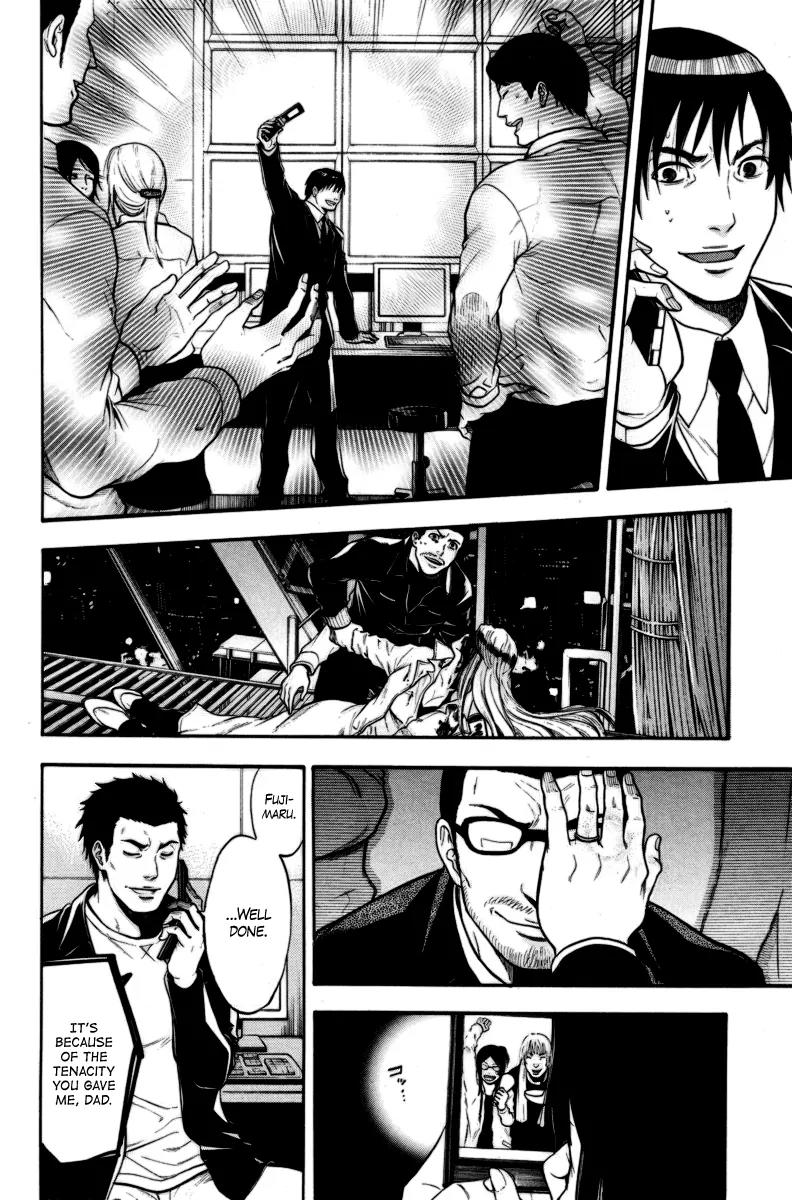 FUJI-
MARU.
...WELL
DONE.
IT'S
BECAUSE
OF THE
TENACITY
YOU GAVE
ME, DAD.